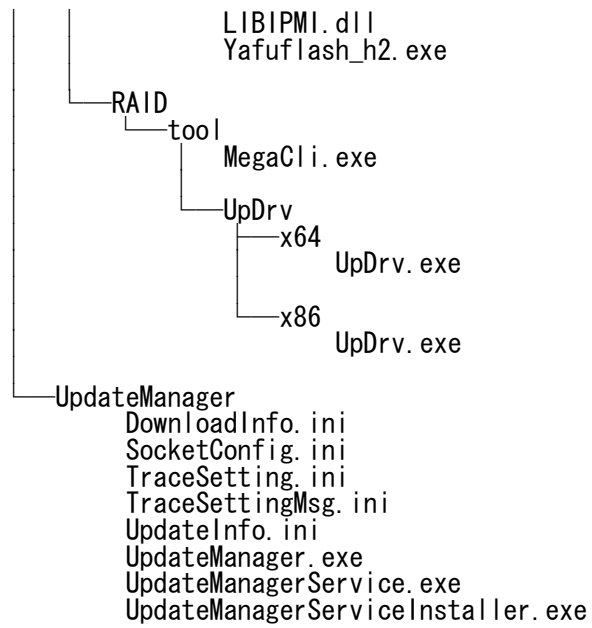 LIBIPMI.dll
Yafuflash_h2.exe
RAID
tool
MegaCli.exe
UpDrv
x64
UpDrv.exe
x86
UpDrv.exe
UpdateManager
DownloadInfo.ini
SocketConfig.ini
TraceSetting.ini
TraceSettingMsg.ini
UpdateInfo.ini
UpdateManager.exe
UpdateManagerService.exe
UpdateManagerServiceInstaller.exe